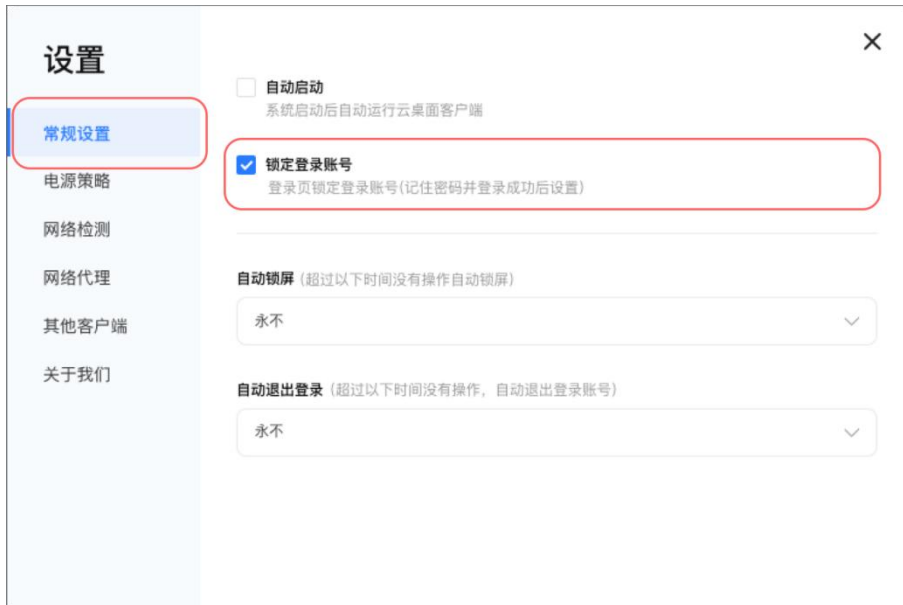 设置
常规设置
电源策略
网络检测
网络代理
其他客户端
关于我们
自动启动
系统启动后自动运行云桌面客户端
锁定登录账号
登录页锁定登录账号(记住密码并登录成功后设置)
自动锁屏 (超过以下时间没有操作自动锁屏)
永不
自动退出登录 (超过以下时间没有操作，自动退出登录账号)
永不